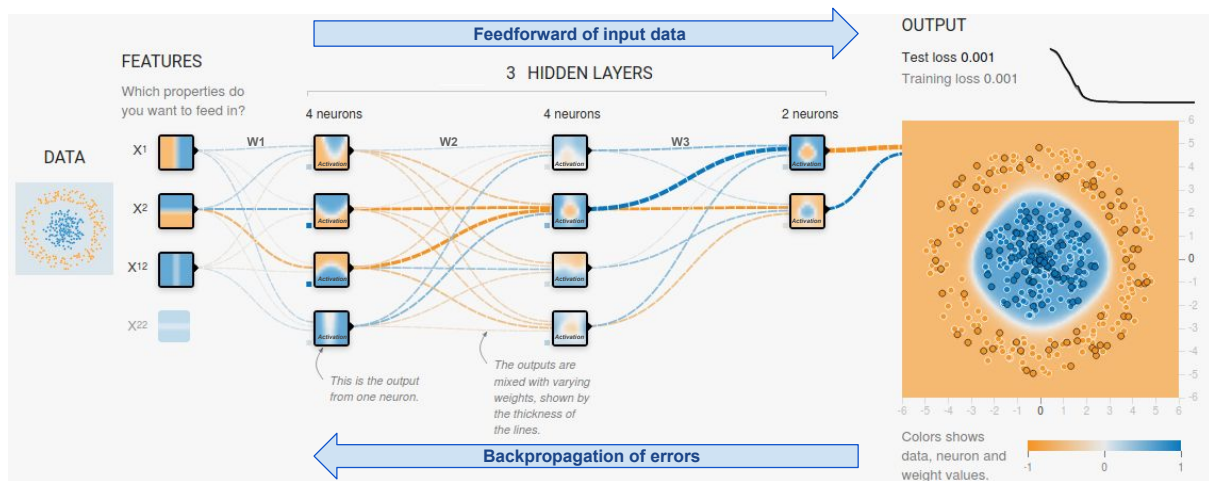 Feedforward of input data
OUTPUT
Test loss 0.001
Training loss 0.001
FEATURES
Which properties do
you want to feed in?
3 HIDDEN LAYERS
4 neurons
4 neurons
2 neurons
DATA
X1
W1
W2
W3
X2
X12
X22
Activation
Activation
Activation
Activation
Activation
Activation
Activation
Activation
Activation
Activation
This is the output
from one neuron.
The outputs are
mixed with varying
weights, shown by
the thickness of
the lines.
6
5
4
3
2
1
0
-1
-2
-3
-4
-5
-6
-6 -5 -4 -3 -2 -1 0 1 2 3 4 5 6
Backpropagation of errors
Colors shows
data, neuron and
weight values.
-1 0 1